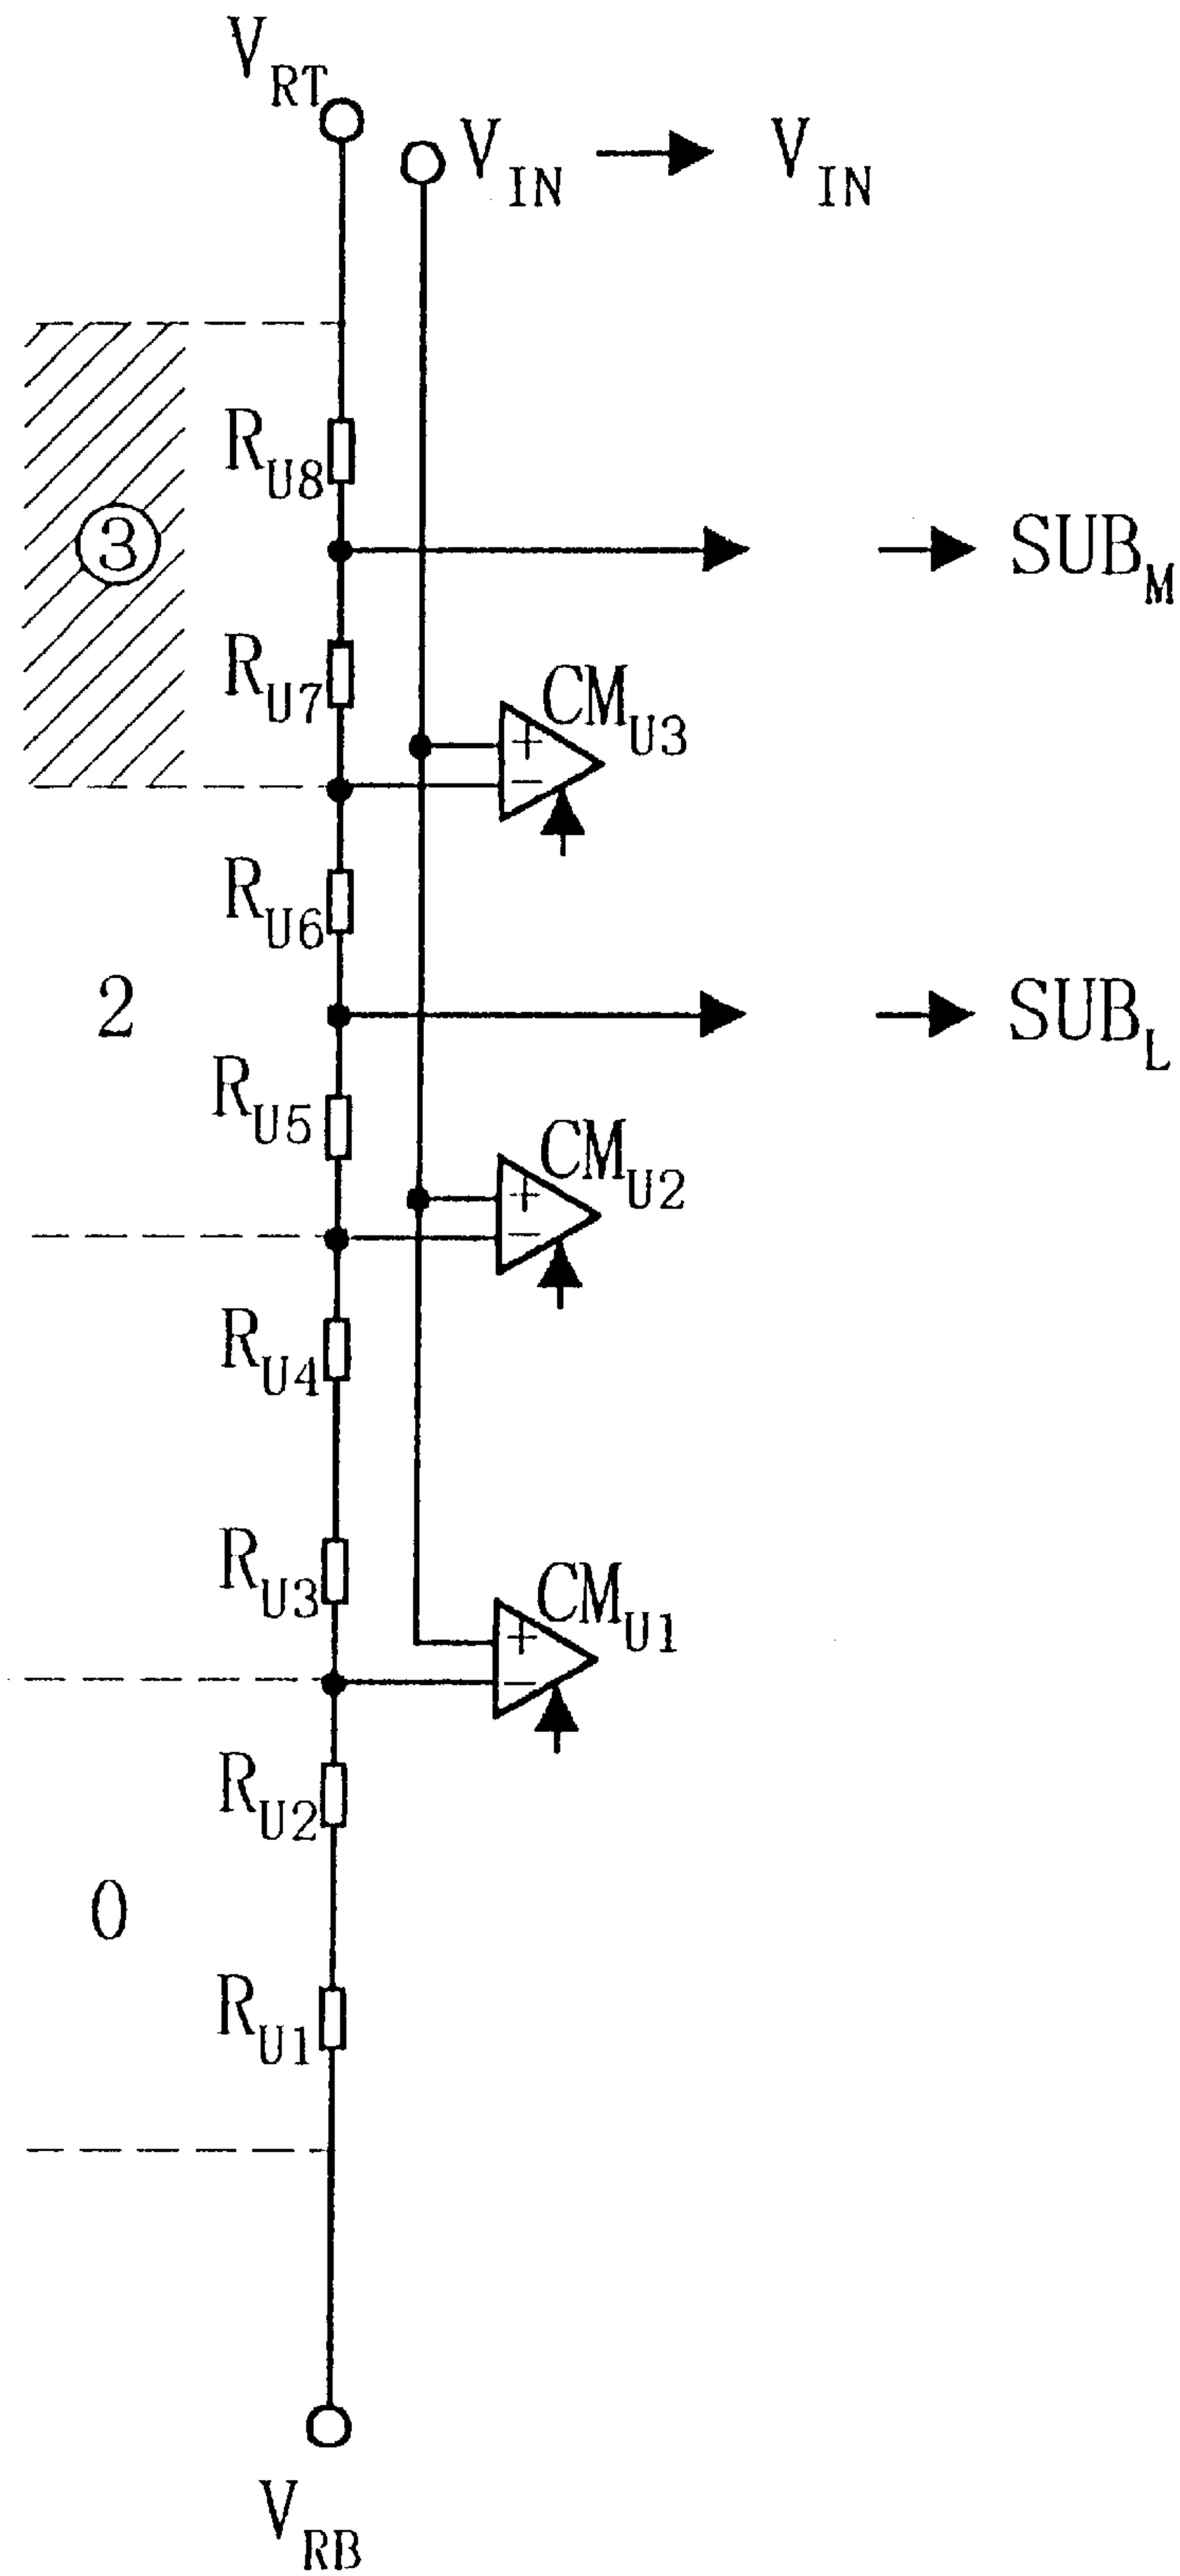 V_RT
V_IN → V_IN
R_U8
③
SUB_M
R_U7
CM_U3
+
−
R_U6
2
SUB_L
R_U5
CM_U2
+
−
R_U4
R_U3
CM_U1
+
−
R_U2
0
R_U1
V_RB